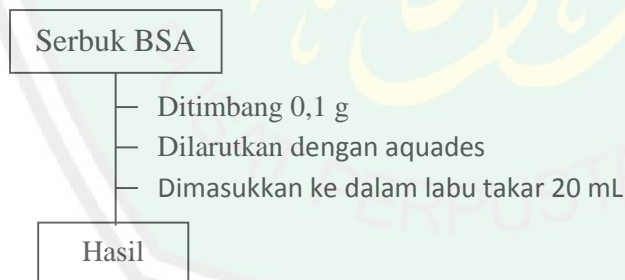 Serbuk BSA
Ditimbang 0,1 g
Dilarutkan dengan aquades
Dimasukkan ke dalam labu takar 20 mL
Hasil